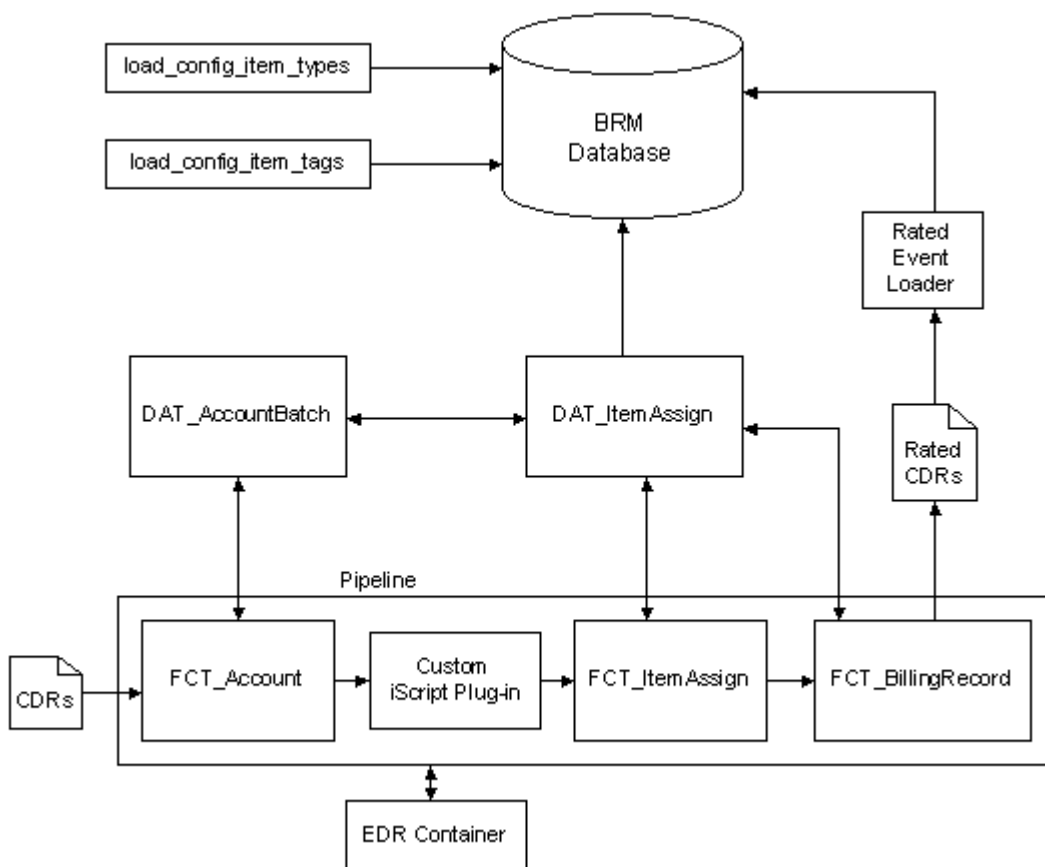 load_config_item_types
BRM
Database
load_config_item_tags
Rated
Event
Loader
DAT_AccountBatch
DAT_ItemAssign
Rated
CDRs
Pipeline
CDRs
FCT_Account
Custom
iScript Plug-in
FCT_ItemAssign
FCT_BillingRecord
EDR Container